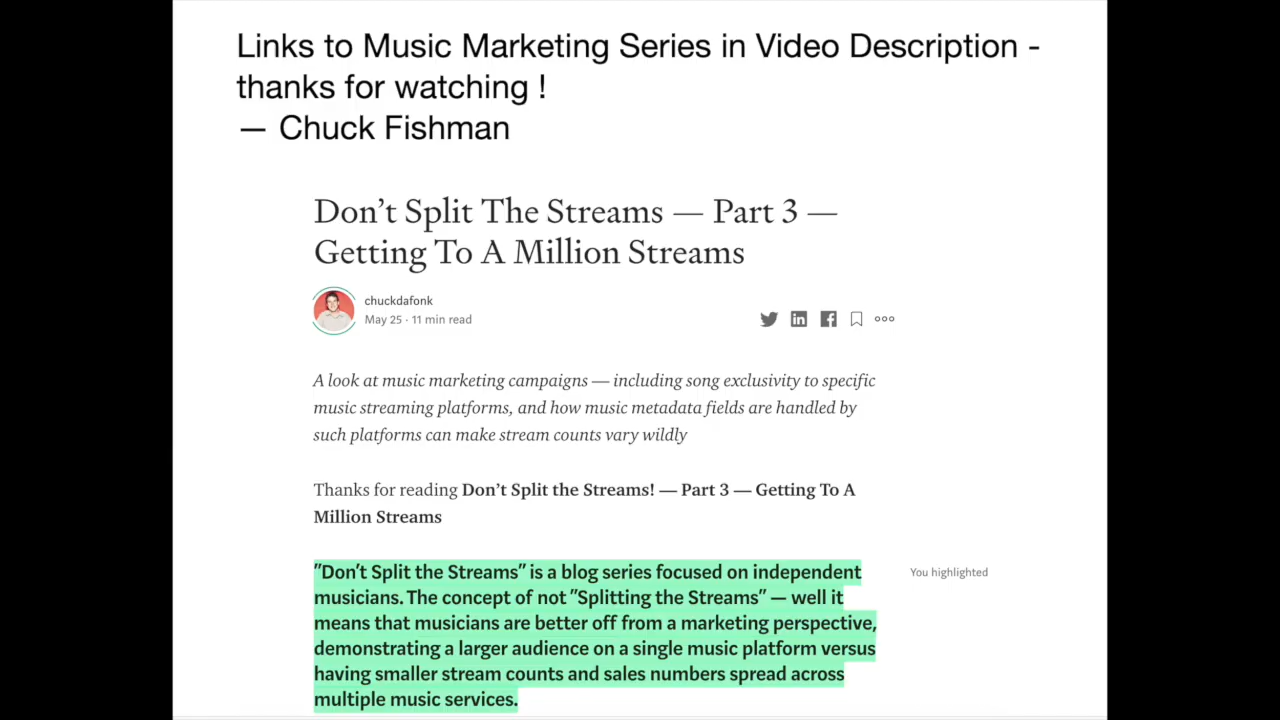 Links to Music Marketing Series in Video Description -
thanks for watching !
— Chuck Fishman
Don’t Split The Streams — Part 3 —
Getting To A Million Streams
chuckdafonk
May 25 · 11 min read
A look at music marketing campaigns — including song exclusivity to specific
music streaming platforms, and how music metadata fields are handled by
such platforms can make stream counts vary wildly
Thanks for reading Don’t Split the Streams! — Part 3 — Getting To A
Million Streams
"Don’t Split the Streams" is a blog series focused on independent
You highlighted
musicians. The concept of not "Splitting the Streams" — well it
means that musicians are better off from a marketing perspective,
demonstrating a larger audience on a single music platform versus
having smaller stream counts and sales numbers spread across
multiple music services.